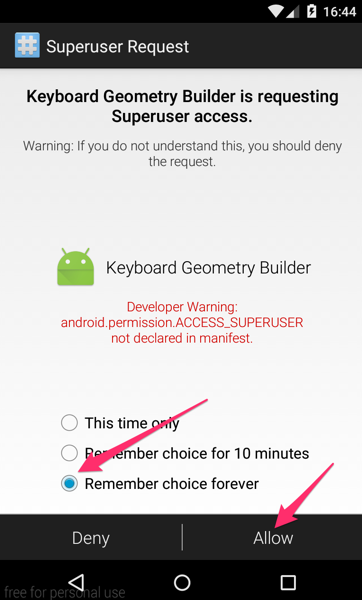 16:44
Superuser Request
Keyboard Geometry Builder is requesting
Superuser access.
Warning: If you do not understand this, you should deny
the request.
Keyboard Geometry Builder
Developer Warning:
android.permission.ACCESS_SUPERUSER
not declared in manifest.
This time only
Remember choice for 10 minutes
Remember choice forever
Deny
Allow
free for personal use